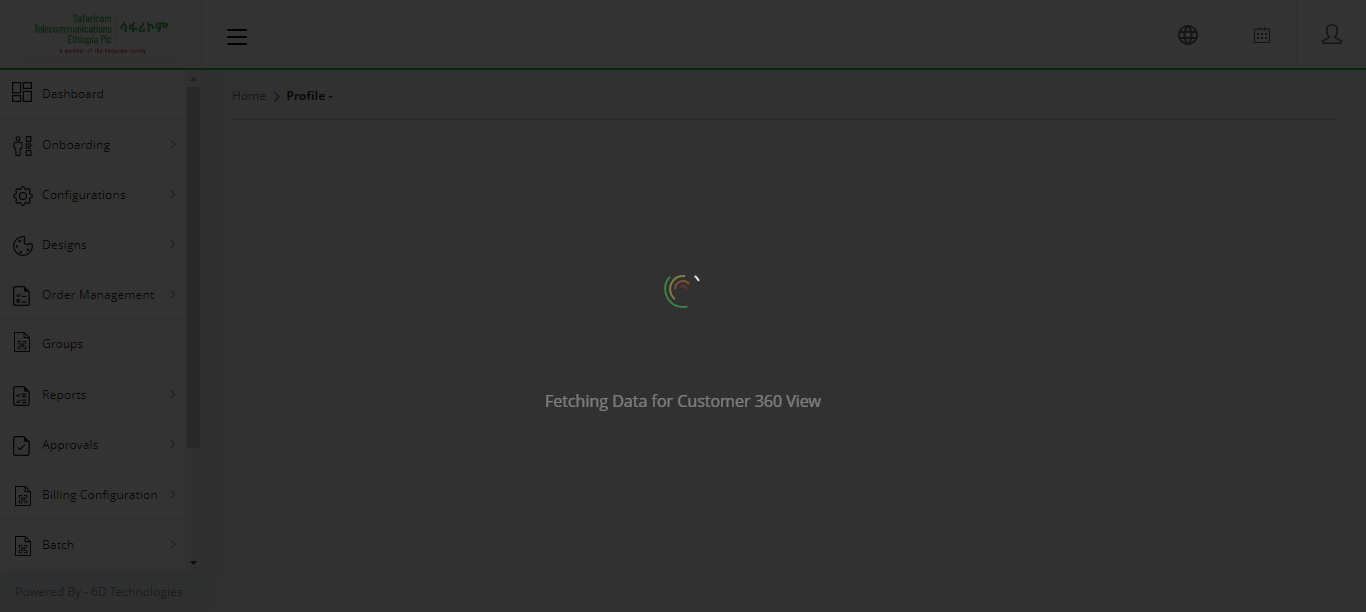 Safaricom
Telecommunications
Ethiopia Plc
ሳፋሪኮም
A member of the Vodacom family
Home
Profile -
Dashboard
Onboarding
Configurations
Designs
Order Management
Groups
Reports
Approvals
Billing Configuration
Batch
Fetching Data for Customer 360 View
Powered By - 6D Technologies